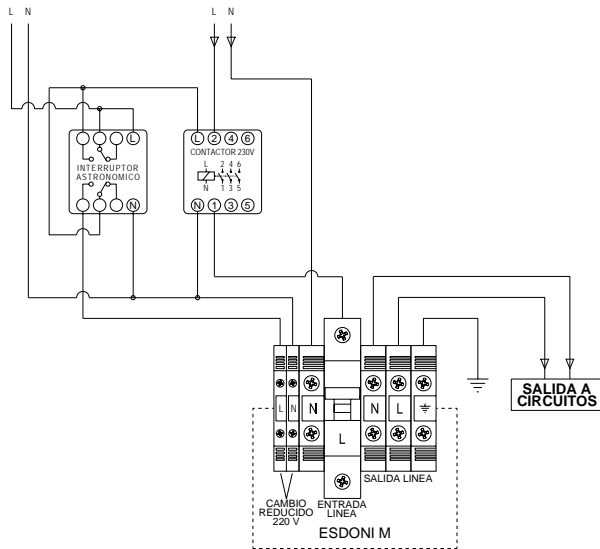 L N L N
L L 2 4 6
INTERRUPTOR
ASTRONOMICO
CONTACTOR 230V
L 2 4 6
N 1 3 5
N N 1 3 5
L N N L N L
SALIDA A
CIRCUITOS
SALIDA LINEA
CAMBIO
REDUCIDO
220 V
ENTRADA
LINEA
ESDONI M